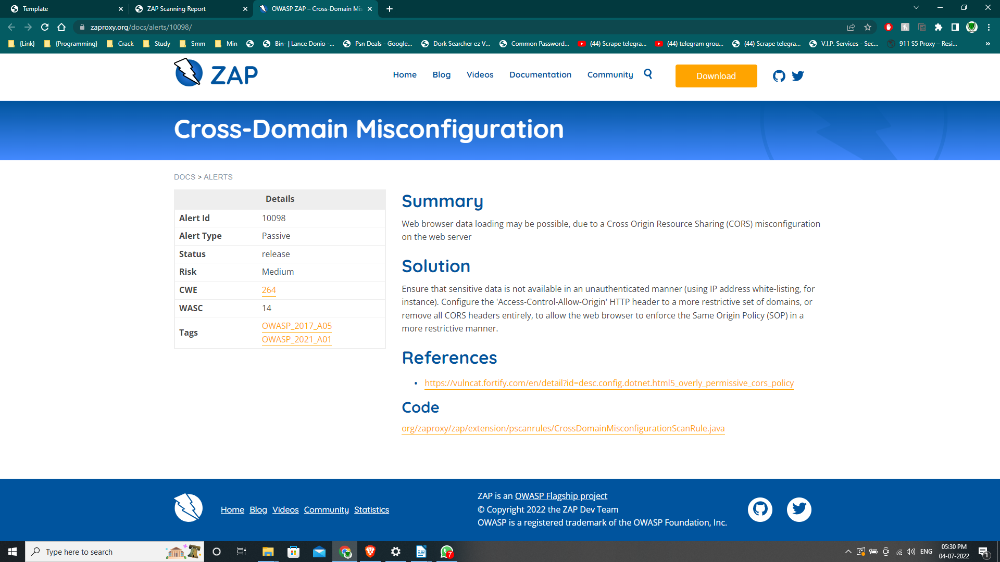 Template
ZAP Scanning Report
OWASP ZAP – Cross-Domain Mis
zaproxy.org/docs/alerts/10098/
{Link}
{Programming}
Crack
Study
Smm
Min
Bin- | Lance Donio -...
Psn Deals - Google...
Dork Searcher ez V...
Common Password...
(44) Scrape telegra...
(44) telegram grou...
(44) Scrape telegra...
V.I.P. Services - Sec...
911 S5 Proxy – Resi...
»
ZAP
Home
Blog
Videos
Documentation
Community
Download
Cross-Domain Misconfiguration
DOCS > ALERTS
Details
Alert Id 10098
Alert Type Passive
Status release
Risk Medium
CWE 264
WASC 14
Tags OWASP_2017_A05
OWASP_2021_A01
Summary
Web browser data loading may be possible, due to a Cross Origin Resource Sharing (CORS) misconfiguration
on the web server
Solution
Ensure that sensitive data is not available in an unauthenticated manner (using IP address white-listing, for
instance). Configure the 'Access-Control-Allow-Origin' HTTP header to a more restrictive set of domains, or
remove all CORS headers entirely, to allow the web browser to enforce the Same Origin Policy (SOP) in a
more restrictive manner.
References
• https://vulncat.fortify.com/en/detail?id=desc.config.dotnet.html5_overly_permissive_cors_policy
Code
org/zaproxy/zap/extension/pscanrules/CrossDomainMisconfigurationScanRule.java
Home Blog Videos Community Statistics
ZAP is an OWASP Flagship project
© Copyright 2022 the ZAP Dev Team
OWASP is a registered trademark of the OWASP Foundation, Inc.
Type here to search
7
ENG
05:30 PM
04-07-2022
1